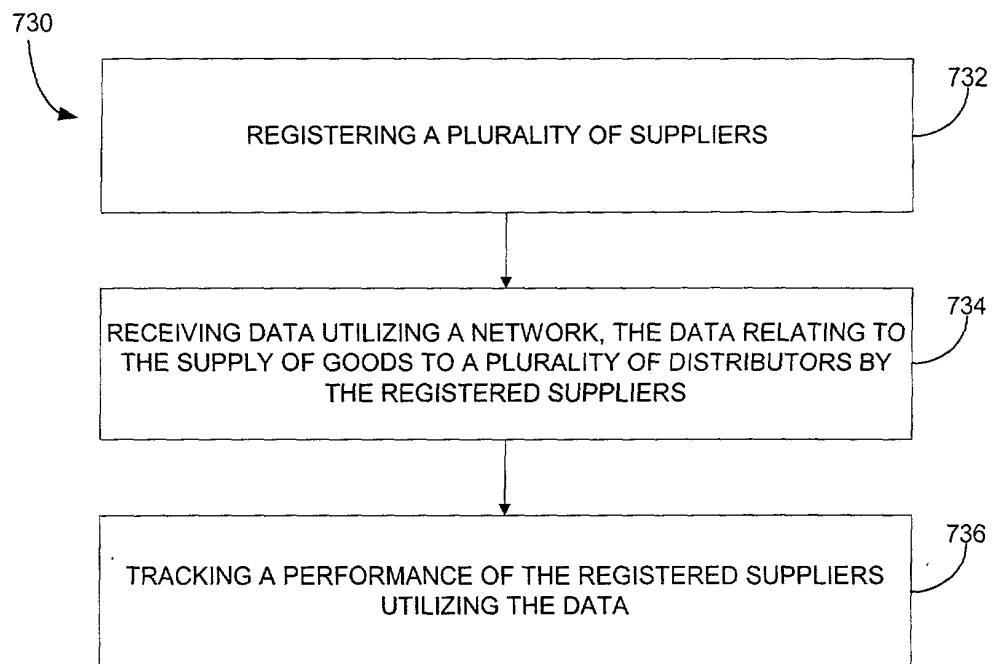 730
732
REGISTERING A PLURALITY OF SUPPLIERS
734
RECEIVING DATA UTILIZING A NETWORK, THE DATA RELATING TO
THE SUPPLY OF GOODS TO A PLURALITY OF DISTRIBUTORS BY
THE REGISTERED SUPPLIERS
736
TRACKING A PERFORMANCE OF THE REGISTERED SUPPLIERS
UTILIZING THE DATA